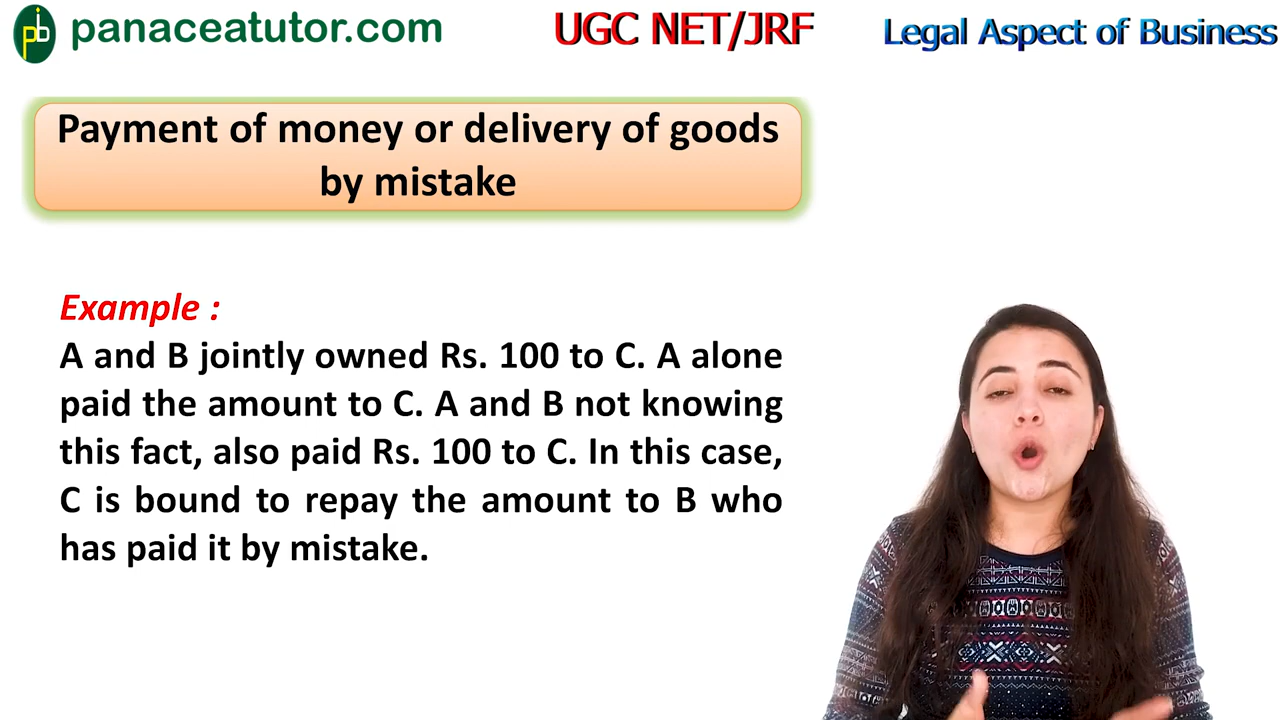 pb panaceatutor.com
UGC NET/JRF
Legal Aspect of Business
Payment of money or delivery of goods
by mistake
Example :
A and B jointly owned Rs. 100 to C. A alone
paid the amount to C. A and B not knowing
this fact, also paid Rs. 100 to C. In this case,
C is bound to repay the amount to B who
has paid it by mistake.